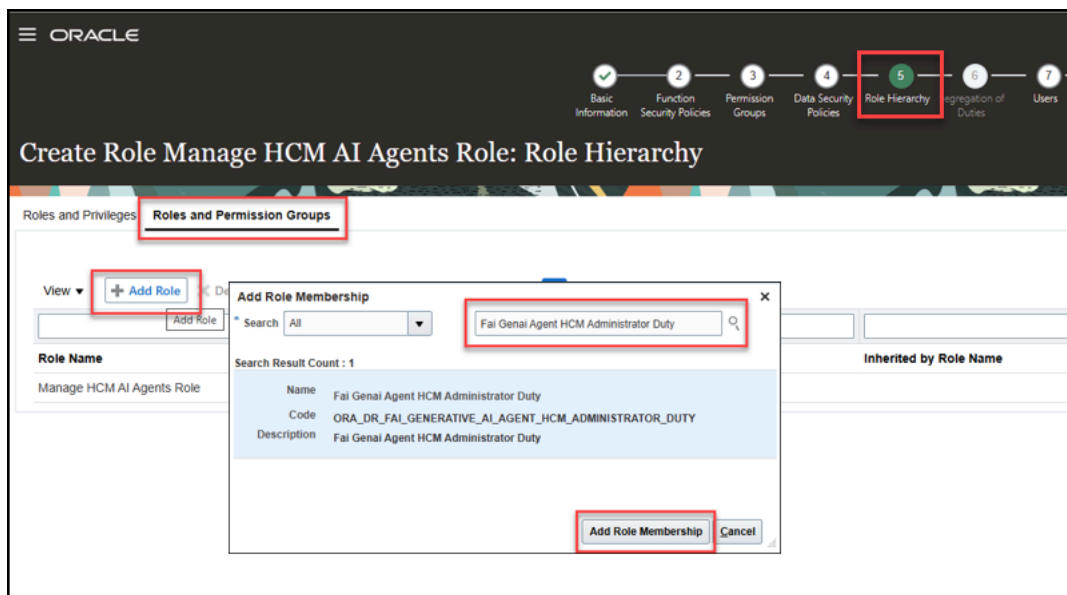 ORACLE
2
3
4
5
6
7
Basic Information
Function Security Policies
Permission Groups
Data Security Policies
Role Hierarchy
egregation of Duties
Users
Create Role Manage HCM AI Agents Role: Role Hierarchy
Roles and Privileges
Roles and Permission Groups
View
Add Role
De
Add Role
Add Role Membership
* Search All
Fai Genai Agent HCM Administrator Duty
Search Result Count : 1
Name Fai Genai Agent HCM Administrator Duty
Code ORA_DR_FAI_GENERATIVE_AI_AGENT_HCM_ADMINISTRATOR_DUTY
Description Fai Genai Agent HCM Administrator Duty
Add Role Membership
Cancel
Role Name
Inherited by Role Name
Manage HCM AI Agents Role